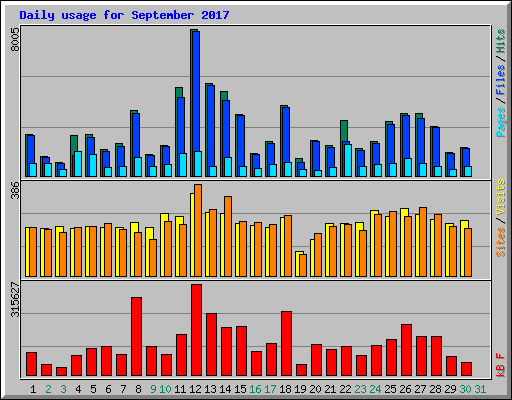 Daily usage for September 2017
8005
Pages / Files / Hits
386
Sites / Visits
315627
kB F
1 2 3 4 5 6 7 8 9 10 11 12 13 14 15 16 17 18 19 20 21 22 23 24 25 26 27 28 29 30 31